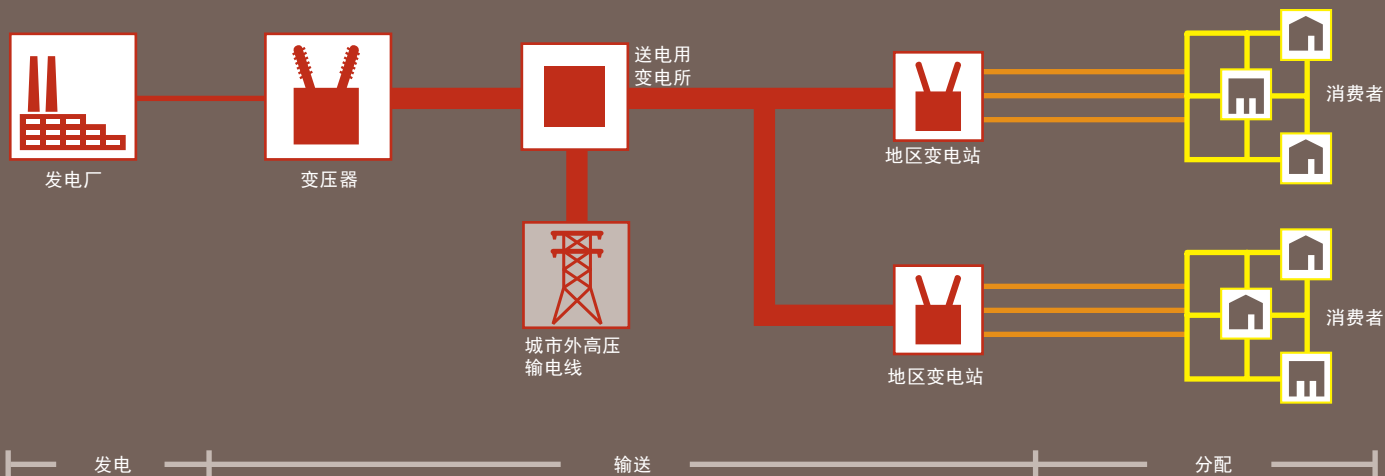 送电用
变电所
消费者
发电厂
变压器
地区变电站
城市外高压
输电线
消费者
地区变电站
发电
输送
分配